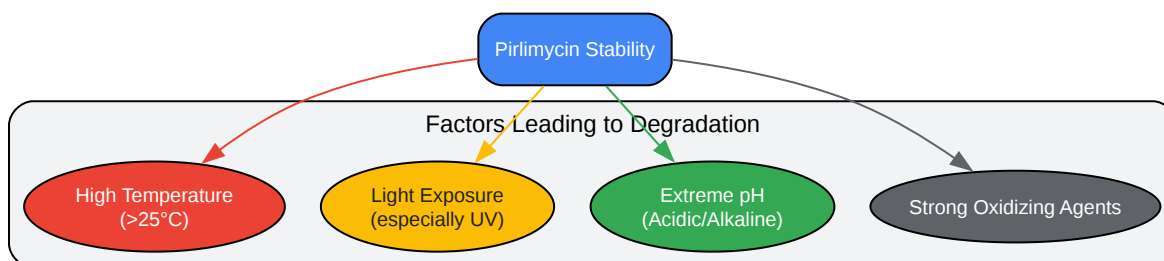 Pirlimycin Stability
Factors Leading to Degradation
High Temperature
(>25°C)
Light Exposure
(especially UV)
Extreme pH
(Acidic/Alkaline)
Strong Oxidizing Agents